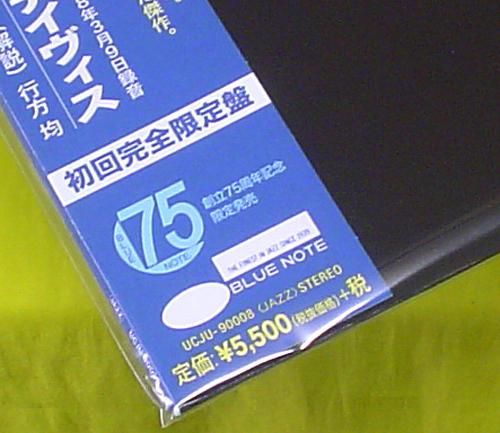 傑作。
8年3月9日録音
イヴィス
(解説) 行方 均
初回完全限定盤
BLUE
75
NOTE
創立75周年記念
限定発売
THE FINEST IN JAZZ SINCE 1939
BLUE NOTE
UCJU-90008 〈JAZZ〉 STEREO
定価: ¥5,500 (税抜価格) +税